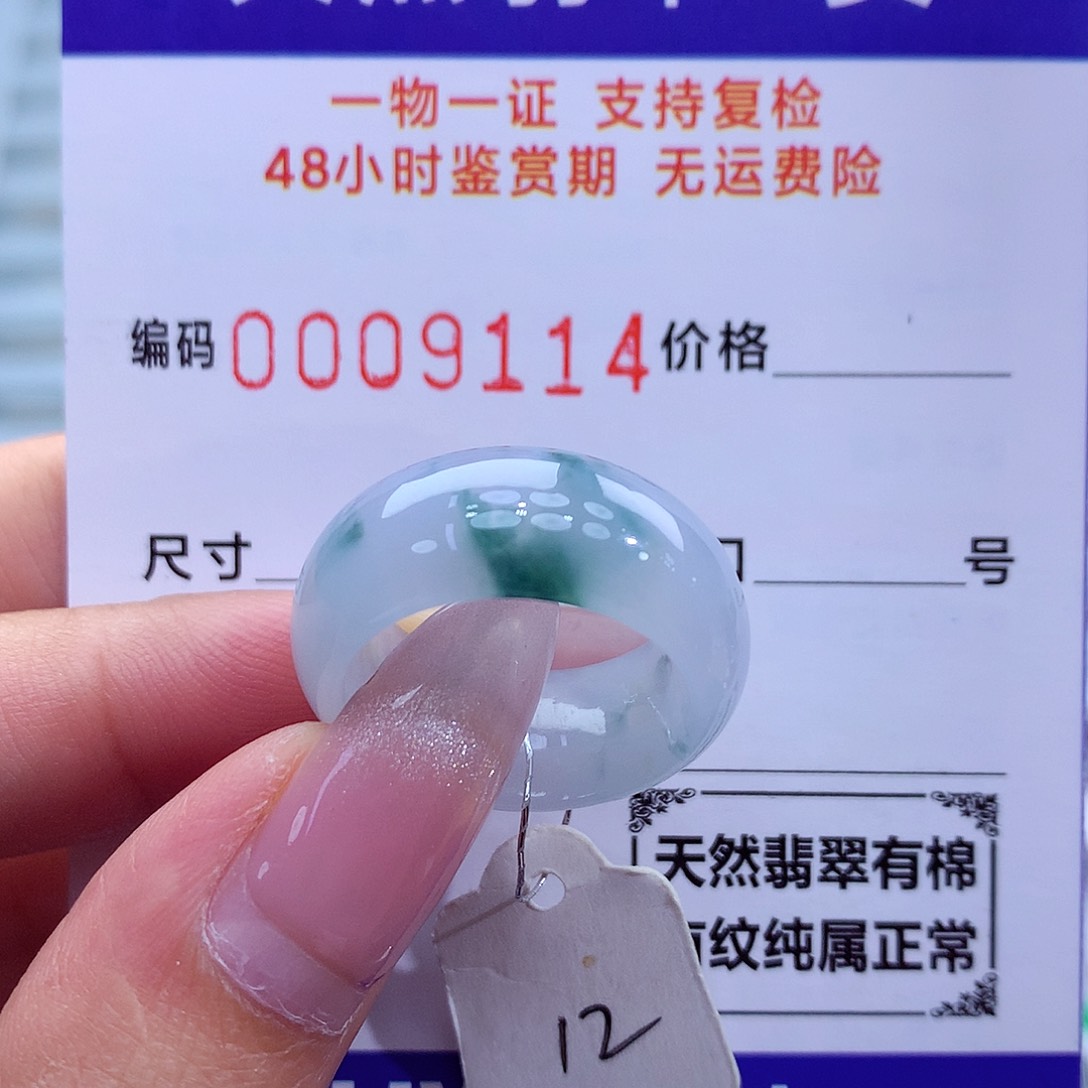 一物一证 支持复检
48小时鉴赏期 无运费险
编码 0009114 价格
尺寸 号
天然翡翠有棉
纹纯属正常
12